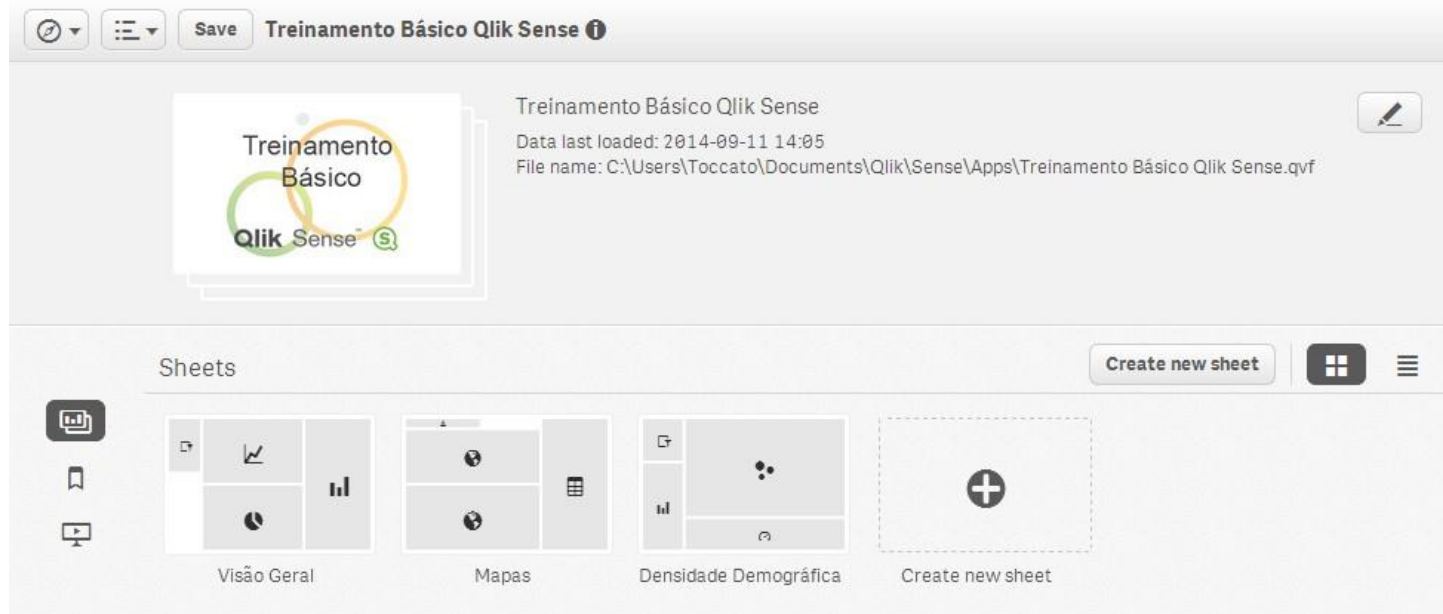 Save Treinamento Básico Qlik Sense
Treinamento Básico Qlik Sense
Data last loaded: 2014-09-11 14:05
File name: C:\Users\Toccato\Documents\Qlik\Sense\Apps\Treinamento Básico Qlik Sense.qvf
Treinamento
Básico
Qlik Sense
Sheets
Create new sheet
Visão Geral
Mapas
Densidade Demográfica
Create new sheet